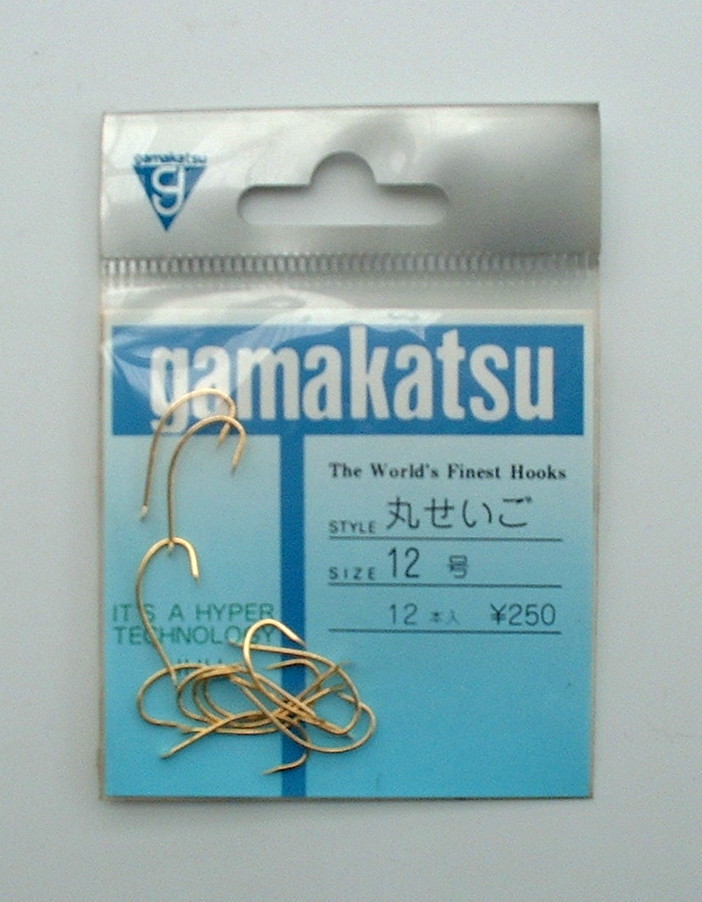 gamakatsu
g
gamakatsu
The World's Finest Hooks
STYLE 丸せいご
SIZE 12 号
12 本入 ¥250
IT'S A HYPER
TECHNOLOGY